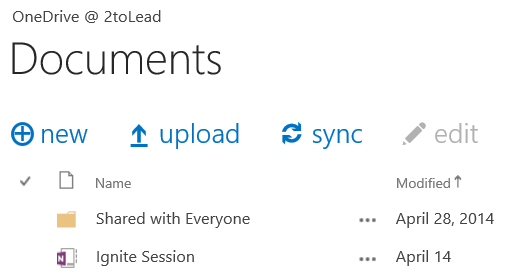 OneDrive @ 2toLead
Documents
new upload sync edit
Name Modified
Shared with Everyone ... April 28, 2014
Ignite Session ... April 14